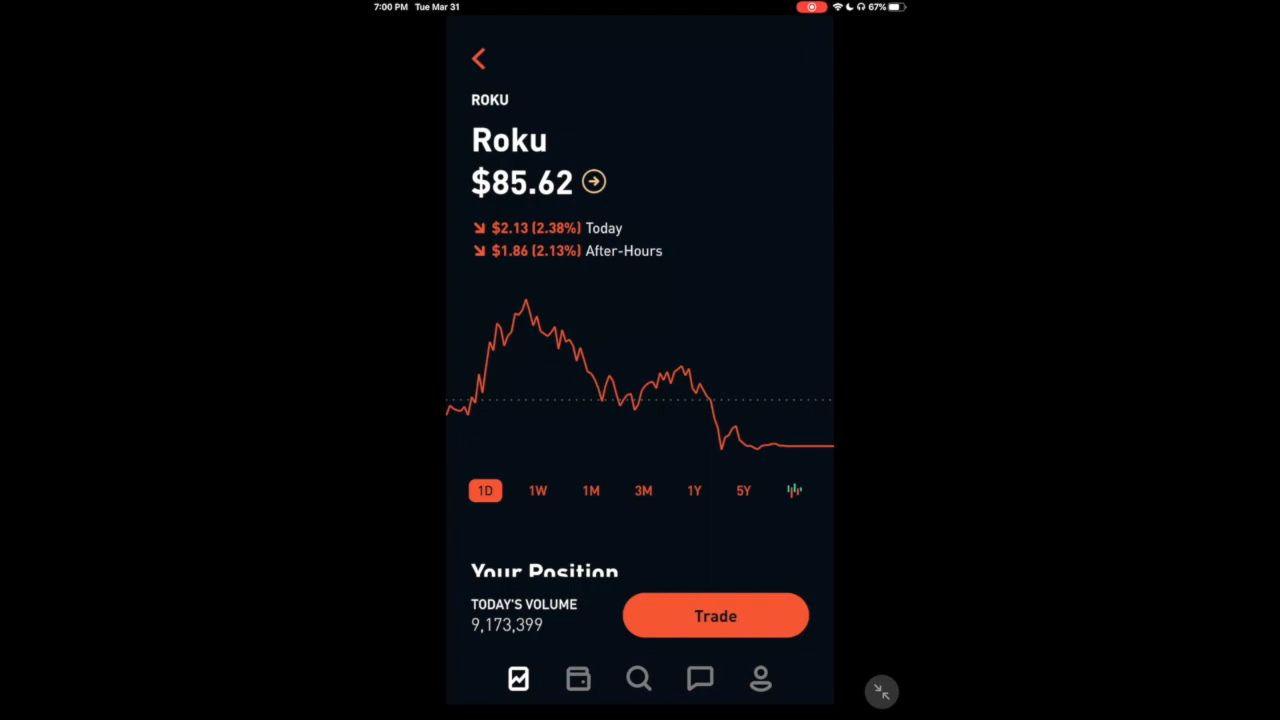 7:00 PM Tue Mar 31
67%
ROKU
Roku
$85.62
$2.13 (2.38%) Today
$1.86 (2.13%) After-Hours
1D 1W 1M 3M 1Y 5Y
Your Position
TODAY'S VOLUME
9,173,399
Trade